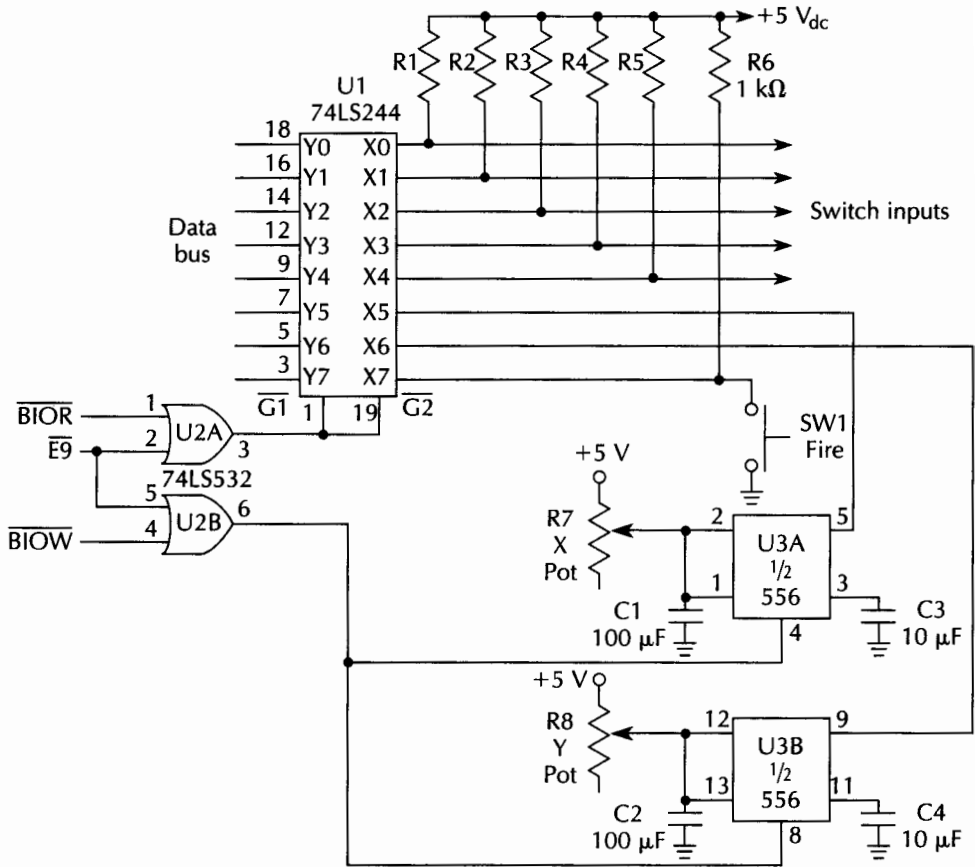 +5 Vdc
R1 R2 R3 R4 R5 R6
1 kΩ
U1
74LS244
18 Y0 X0
16 Y1 X1
14 Y2 X2 Switch inputs
Data bus
12 Y3 X3
9 Y4 X4
7 Y5 X5
5 Y6 X6
3 Y7 X7
G1 1 19 G2
BIOR 1
U2A 3
E9 2
74LS532
5 U2B 6
BIOW 4
SW1
Fire
+5 V
R7
X
Pot
2 U3A 5
1/2
1 556 3
4
C1
100 µF
C3
10 µF
+5 V
R8
Y
Pot
12 U3B 9
1/2
13 556 11
8
C2
100 µF
C4
10 µF